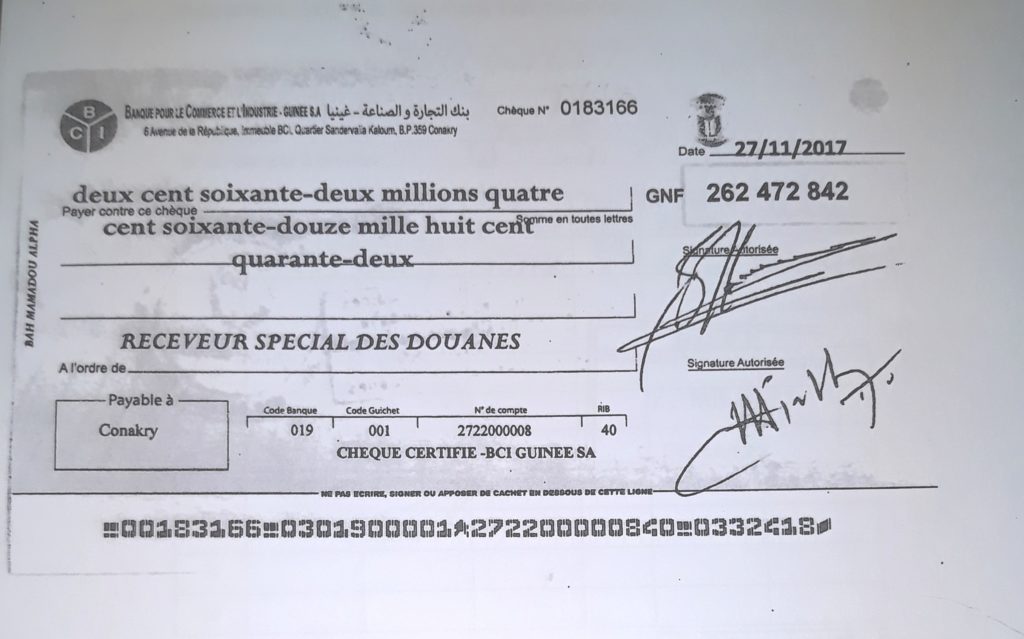 BCI
BANQUE POUR LE COMMERCE ET L'INDUSTRIE - GUINEE S.A بنك التجارة و الصناعة - غينيا
6 Avenue de la République, Immeuble BCI, Quartier Sandervalia Kaloum, B.P.359 Conakry
Chèque N° 0183166
Date 27/11/2017
deux cent soixante-deux millions quatre
GNF 262 472 842
Payer contre ce chèque
Somme en toutes lettres
cent soixante-douze mille huit cent
quarante-deux
BAH MAMADOU ALPHA
Signature Autorisée
RECEVEUR SPECIAL DES DOUANES
A l'ordre de
Signature Autorisée
Payable à
Conakry
Code Banque Code Guichet N° de compte RIB
019 001 2722000008 40
CHEQUE CERTIFIE -BCI GUINEE SA
NE PAS ECRIRE, SIGNER OU APPOSER DE CACHET EN DESSOUS DE CETTE LIGNE
00183166 0301900001A272200000840 0332418